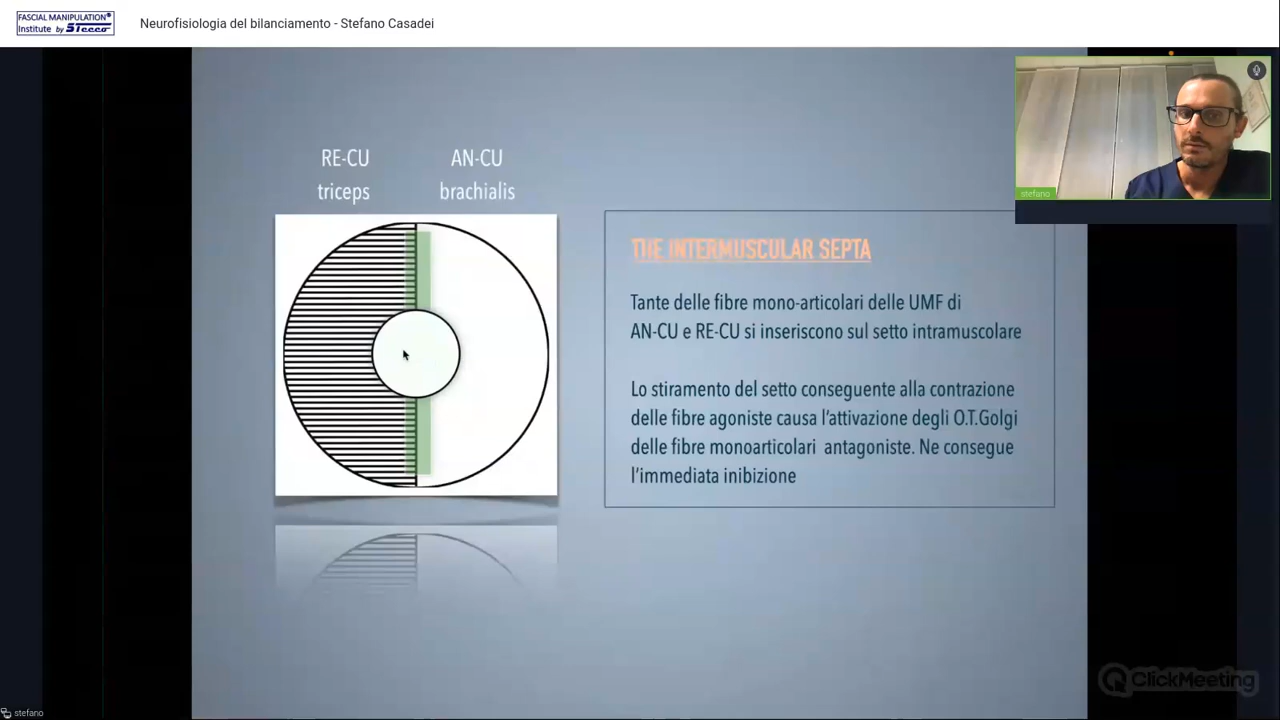 FASCIAL MANIPULATION®
Institute by Stecco
Neurofisiologia del bilanciamento - Stefano Casadei
stefano
RE-CU
triceps
AN-CU
brachialis
THE INTERMUSCULAR SEPTA
Tante delle fibre mono-articolari delle UMF di
AN-CU e RE-CU si inseriscono sul setto intramuscolare
Lo stiramento del setto conseguente alla contrazione
delle fibre agoniste causa l'attivazione degli O.T.Golgi
delle fibre monoarticolari antagoniste. Ne consegue
l'immediata inibizione
ClickMeeting
stefano